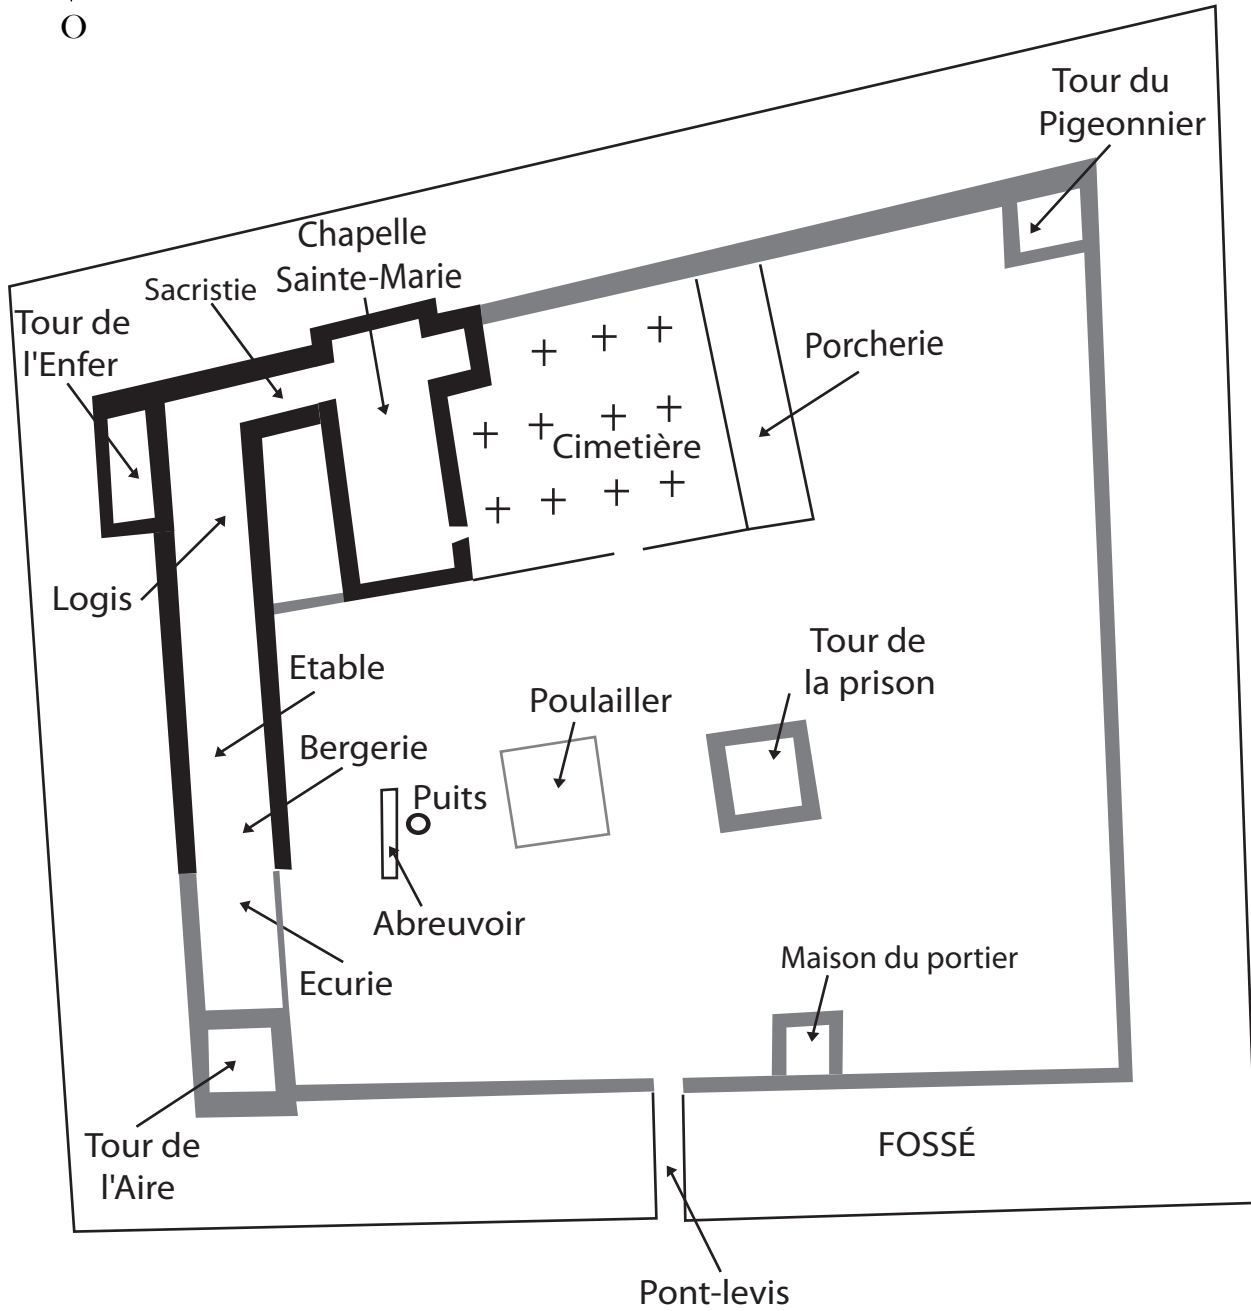 O
Tour du
Pigeonnier
Chapelle
Sainte-Marie
Sacristie
Tour de
l'Enfer
Porcherie
Cimetière
Logis
Etable
Tour de
la prison
Poulailler
Bergerie
Puits
Abreuvoir
Ecurie
Maison du portier
Tour de
l'Aire
FOSSÉ
Pont-levis